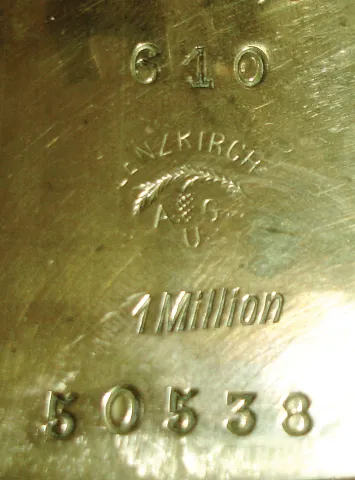 610
LENZKIRCH
A G
U
1 Million
50538